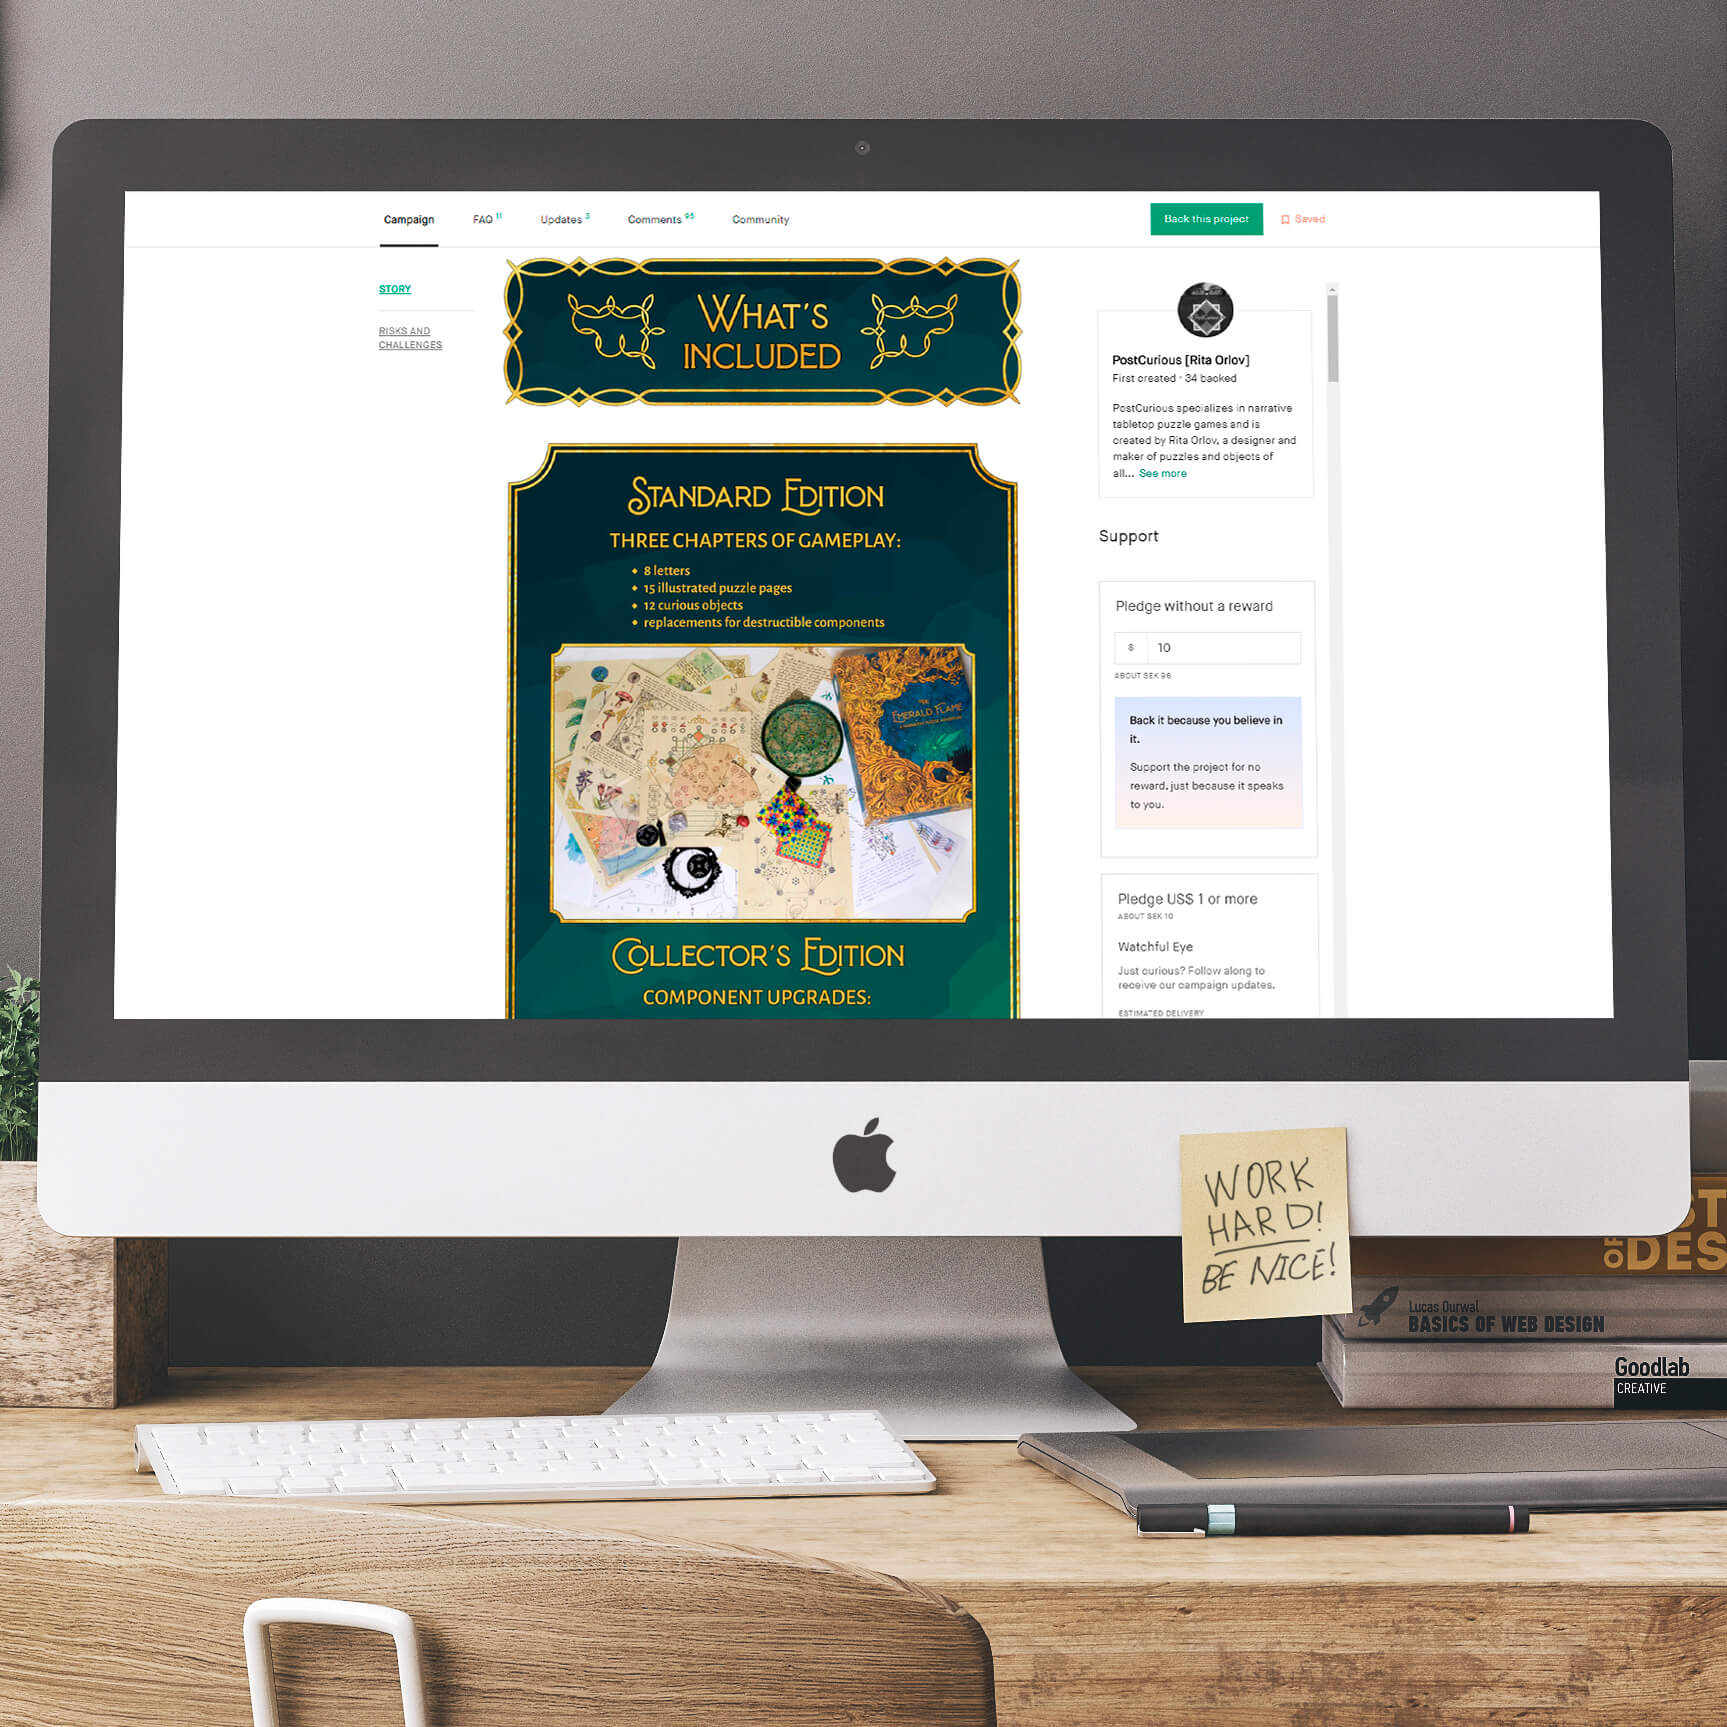 Campaign
FAQ 11
Updates 3
Comments 95
Community
Back this project
Saved
STORY
RISKS AND
CHALLENGES
WHAT'S
INCLUDED
STANDARD EDITION
THREE CHAPTERS OF GAMEPLAY:
8 letters
15 illustrated puzzle pages
12 curious objects
replacements for destructible components
THE
EMERALD FLAME
COLLECTOR'S EDITION
COMPONENT UPGRADES:
PostCurious [Rita Orlov]
First created · 34 backed
PostCurious specializes in narrative
tabletop puzzle games and is
created by Rita Orlov, a designer and
maker of puzzles and objects of
all... See more
Support
Pledge without a reward
$ 10
ABOUT SEK 96
Back it because you believe in
it.
Support the project for no
reward, just because it speaks
to you.
Pledge US$ 1 or more
ABOUT SEK 10
Watchful Eye
Just curious? Follow along to
receive our campaign updates.
ESTIMATED DELIVERY
WORK
HARD!
BE NICE!
ST
OF DES
Lucas Ourwal
BASICS OF WEB DESIGN
Goodlab
CREATIVE